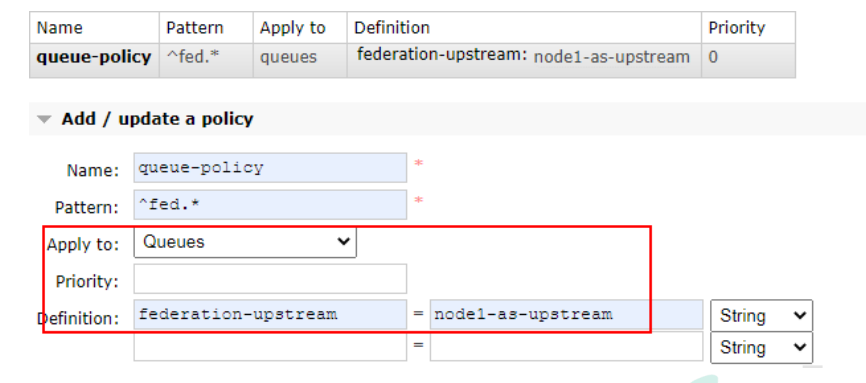 Name Pattern Apply to Definition Priority
queue-policy ^fed.* queues federation-upstream: node1-as-upstream 0
Add / update a policy
Name: queue-policy *
Pattern: ^fed.* *
Apply to: Queues
Priority:
Definition: federation-upstream = node1-as-upstream String
= String